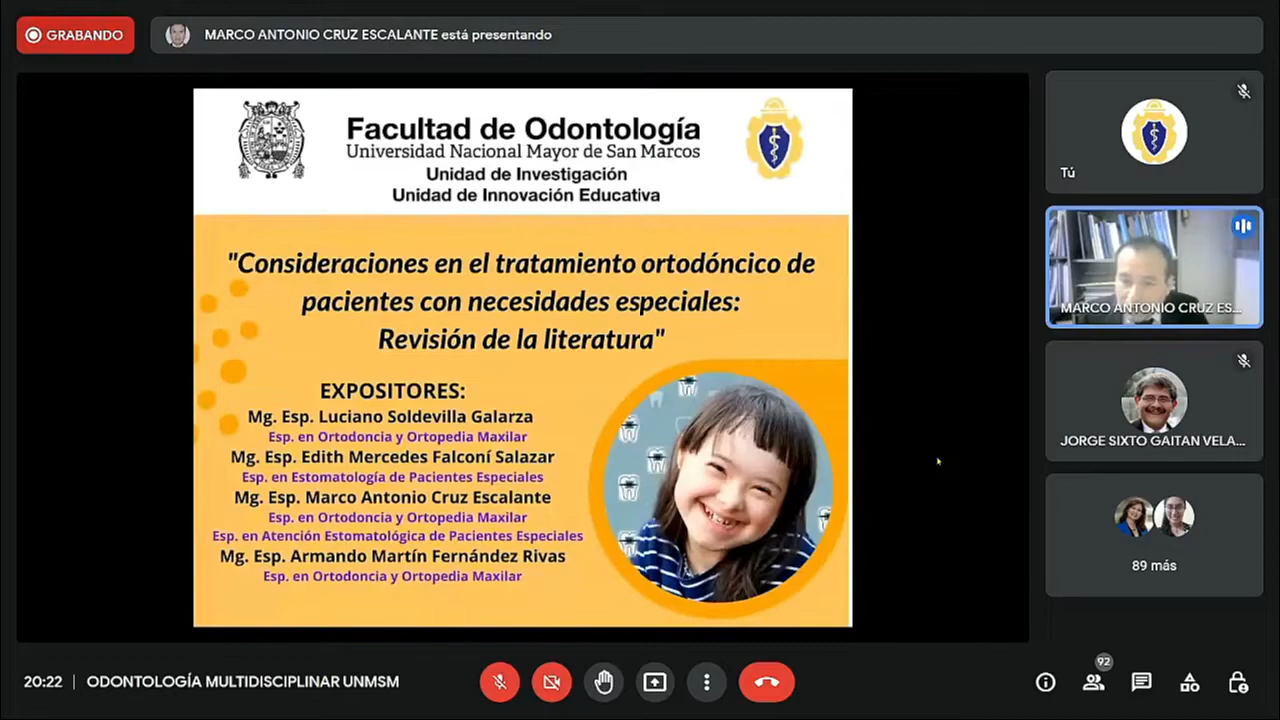 GRABANDO
MARCO ANTONIO CRUZ ESCALANTE está presentando
Facultad de Odontología
Universidad Nacional Mayor de San Marcos
Unidad de Investigación
Unidad de Innovación Educativa
"Consideraciones en el tratamiento ortodóncico de
pacientes con necesidades especiales:
Revisión de la literatura"
EXPOSITORES:
Mg. Esp. Luciano Soldevilla Galarza
Esp. en Ortodoncia y Ortopedia Maxilar
Mg. Esp. Edith Mercedes Falconí Salazar
Esp. en Estomatología de Pacientes Especiales
Mg. Esp. Marco Antonio Cruz Escalante
Esp. en Ortodoncia y Ortopedia Maxilar
Esp. en Atención Estomatológica de Pacientes Especiales
Mg. Esp. Armando Martín Fernández Rivas
Esp. en Ortodoncia y Ortopedia Maxilar
Tú
MARCO ANTONIO CRUZ ES...
JORGE SIXTO GAITAN VELA...
89 más
20:22 | ODONTOLOGÍA MULTIDISCIPLINAR UNMSM
92